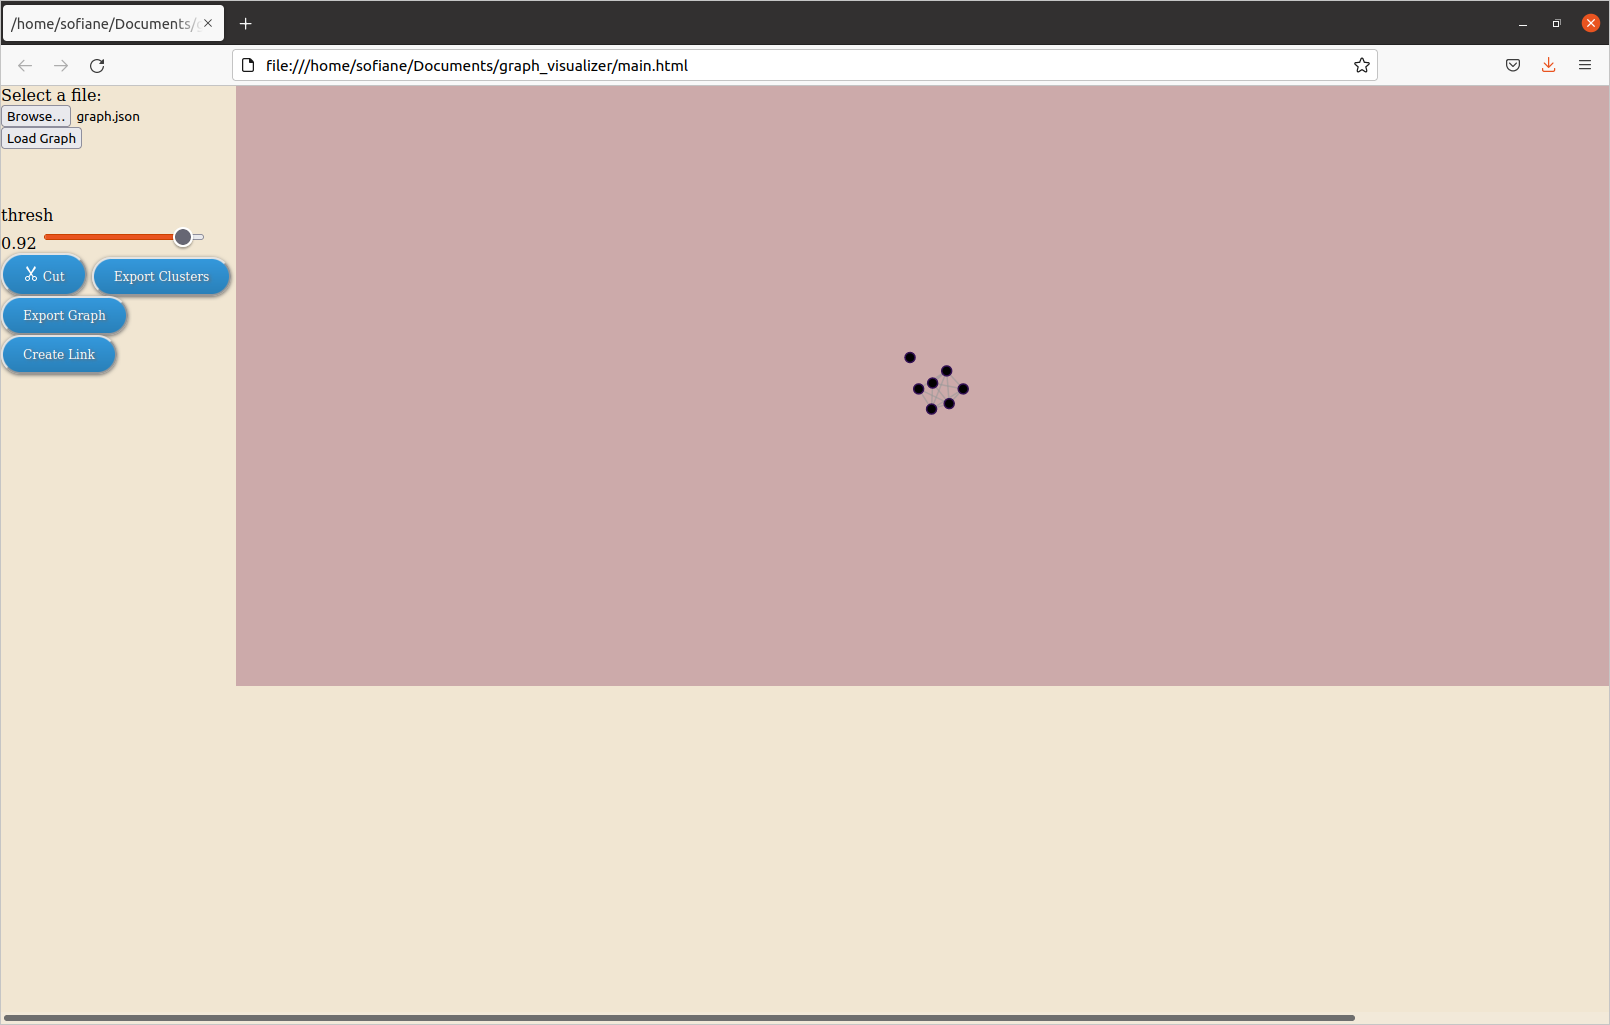 /home/sofiane/Documents/
file:///home/sofiane/Documents/graph_visualizer/main.html
Select a file:
Browse... graph.json
Load Graph
thresh
0.92
Cut Export Clusters
Export Graph
Create Link